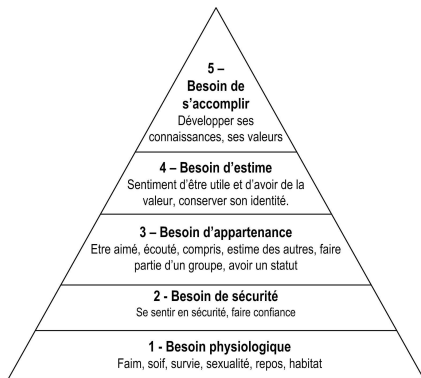 5 –
Besoin de
s'accomplir
Développer ses
connaissances, ses valeurs
4 – Besoin d'estime
Sentiment d'être utile et d'avoir de la
valeur, conserver son identité.
3 – Besoin d'appartenance
Etre aimé, écouté, compris, estime des autres, faire
partie d'un groupe, avoir un statut
2 - Besoin de sécurité
Se sentir en sécurité, faire confiance
1 - Besoin physiologique
Faim, soif, survie, sexualité, repos, habitat